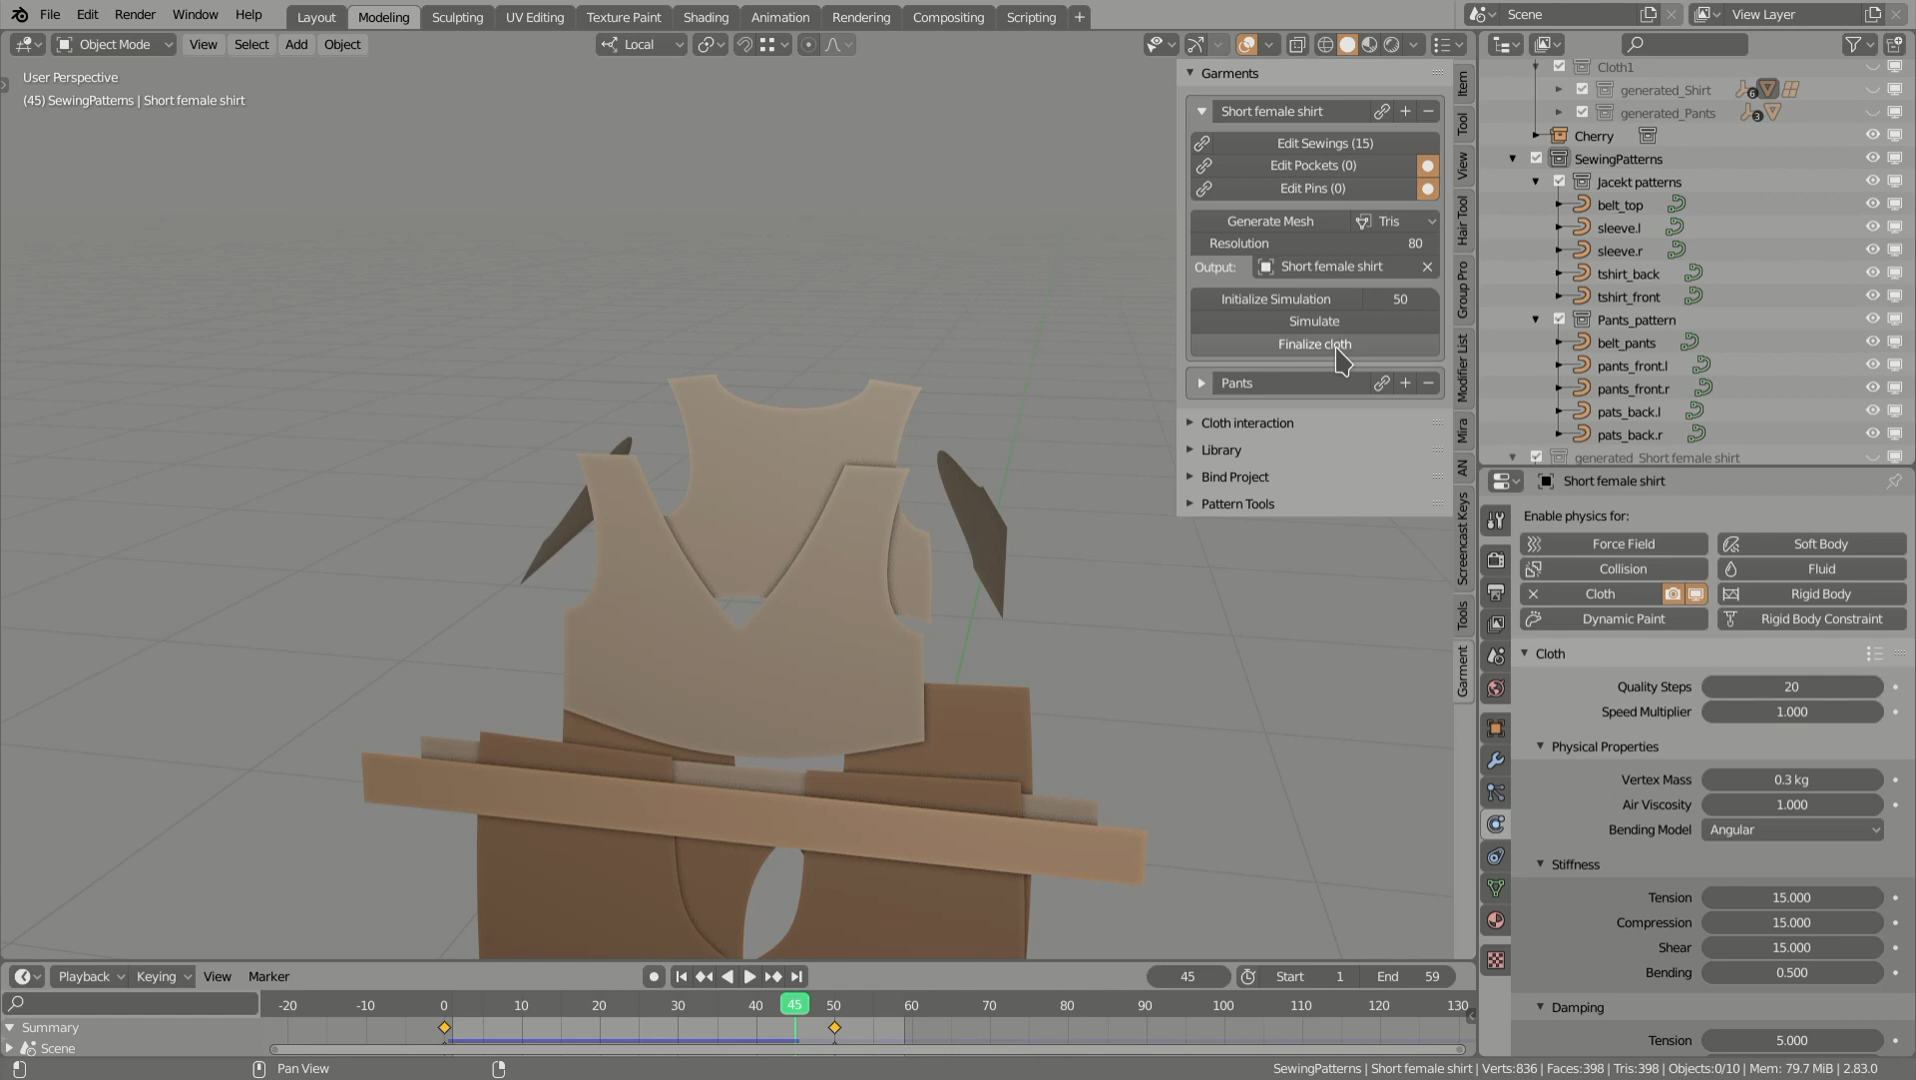 File Edit Render Window Help Layout Modeling Sculpting UV Editing Texture Paint Shading Animation Rendering Compositing Scripting + Scene View Layer
Object Mode View Select Add Object Local
User Perspective
(45) SewingPatterns | Short female shirt
Garments
Short female shirt
Edit Sewings (15)
Edit Pockets (0)
Edit Pins (0)
Generate Mesh Tris
Resolution 80
Output: Short female shirt
Initialize Simulation 50
Simulate
Finalize cloth
Pants
Cloth interaction
Library
Bind Project
Pattern Tools
Item
Tool
View
Hair Tool
Group Pro
Modifier List
Mira
AN
Screencast Keys
Tools
Garment
Cloth1
generated_Shirt 6
generated_Pants 3
Cherry
SewingPatterns
Jacekt patterns
belt_top
sleeve.l
sleeve.r
tshirt_back
tshirt_front
Pants_pattern
belt_pants
pants_front.l
pants_front.r
pats_back.l
pats_back.r
generated Short female shirt
Short female shirt
Enable physics for:
Force Field Soft Body
Collision Fluid
Cloth Rigid Body
Dynamic Paint Rigid Body Constraint
Cloth
Quality Steps 20
Speed Multiplier 1.000
Physical Properties
Vertex Mass 0.3 kg
Air Viscosity 1.000
Bending Model Angular
Stiffness
Tension 15.000
Compression 15.000
Shear 15.000
Bending 0.500
Damping
Tension 5.000
Playback Keying View Marker 45 Start 1 End 59
-20 -10 0 10 20 30 40 45 50 60 70 80 90 100 110 120 130
Summary
Scene
Pan View
SewingPatterns | Short female shirt | Verts:836 | Faces:398 | Tris:398 | Objects:0/10 | Mem: 79.7 MiB | 2.83.0